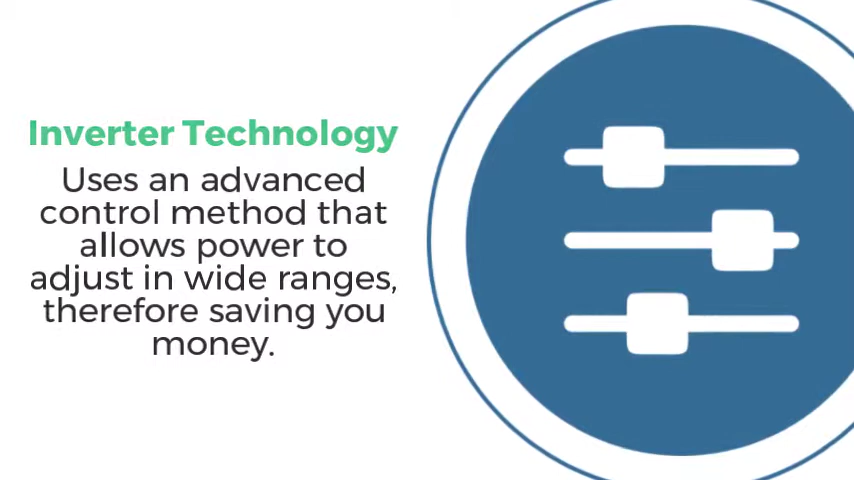 Inverter Technology
Uses an advanced
control method that
allows power to
adjust in wide ranges,
therefore saving you
money.